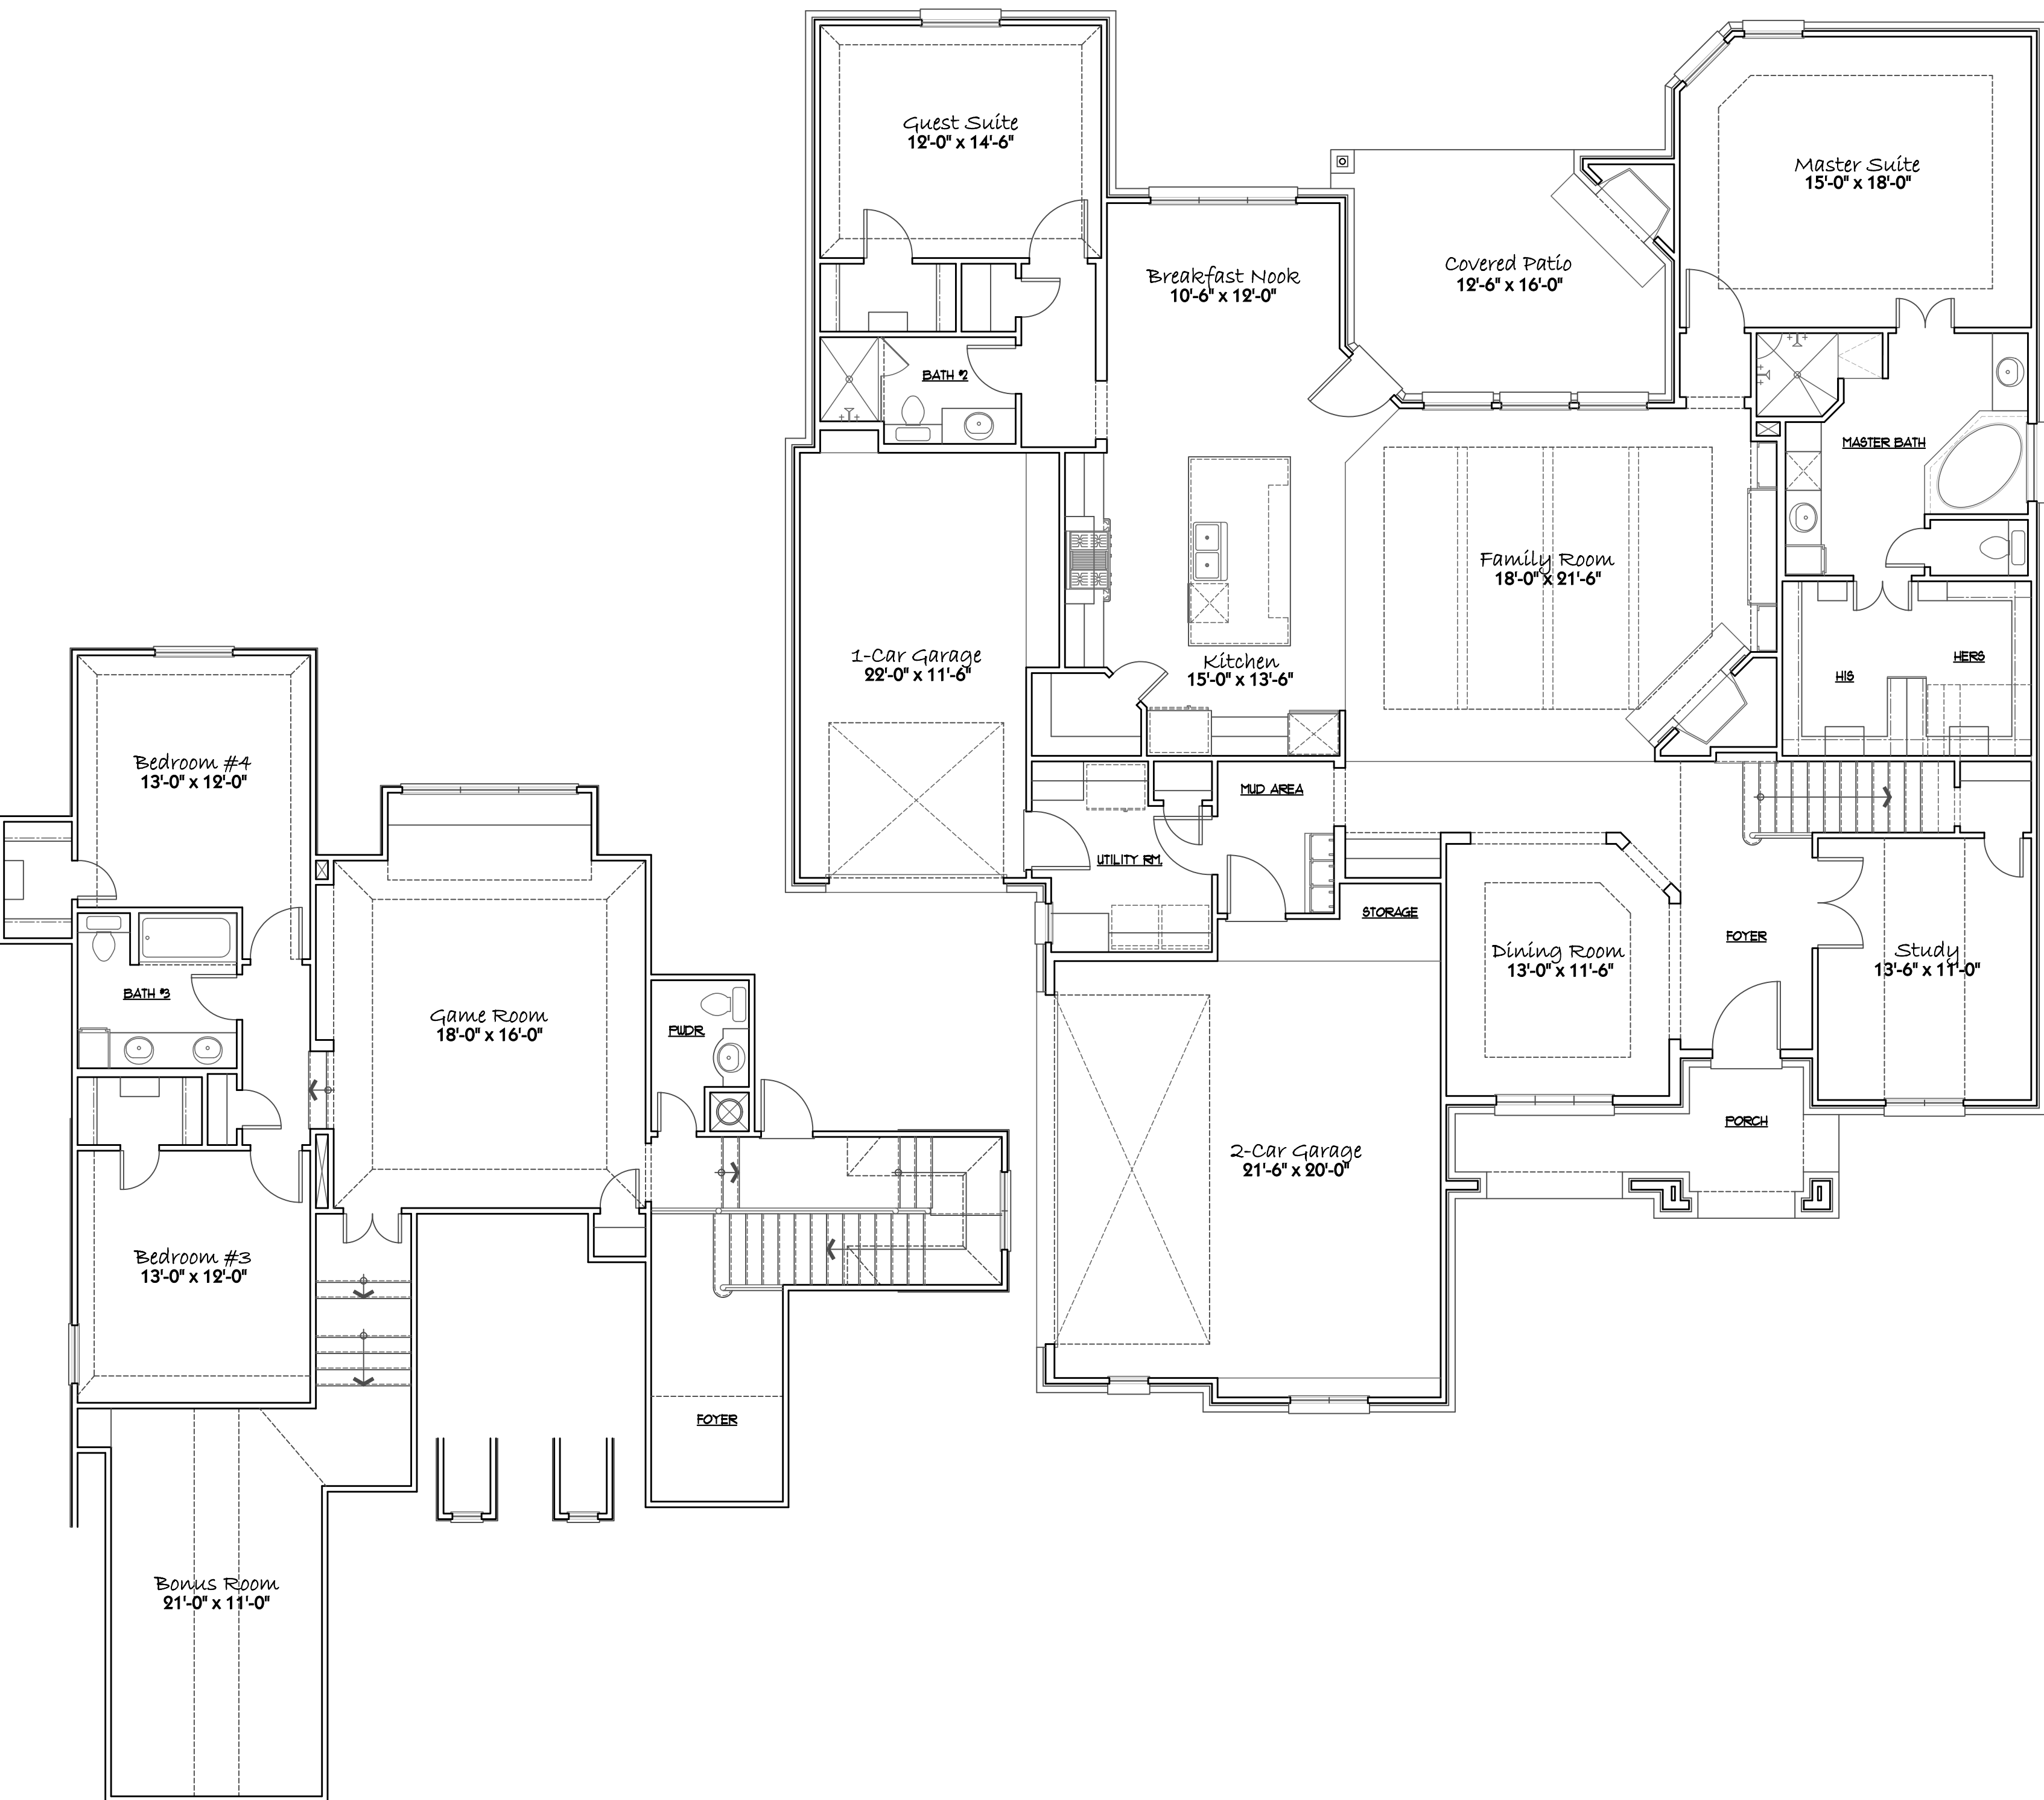 Guest Suite
12'-0" x 14'-6"
Master Suite
15'-0" x 18'-0"
Breakfast Nook
10'-6" x 12'-0"
Covered Patio
12'-6" x 16'-0"
BATH #2
MASTER BATH
Family Room
18'-0" x 21'-6"
1-Car Garage
22'-0" x 11'-6"
Kitchen
15'-0" x 13'-6"
HERS
HIS
Bedroom #4
13'-0" x 12'-0"
MUD AREA
UTILITY RM.
STORAGE
FOYER
Dining Room
13'-0" x 11'-6"
Study
13'-6" x 11'-0"
BATH #3
Game Room
18'-0" x 16'-0"
PWDR.
PORCH
2-Car Garage
21'-6" x 20'-0"
Bedroom #3
13'-0" x 12'-0"
FOYER
Bonus Room
21'-0" x 11'-0"